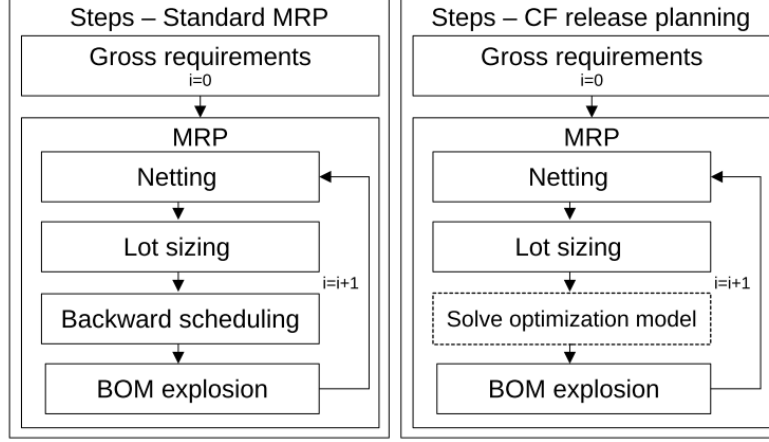 Steps – Standard MRP
Gross requirements
i=0
MRP
Netting
Lot sizing
i=i+1
Backward scheduling
BOM explosion
Steps – CF release planning
Gross requirements
i=0
MRP
Netting
Lot sizing
i=i+1
Solve optimization model
BOM explosion